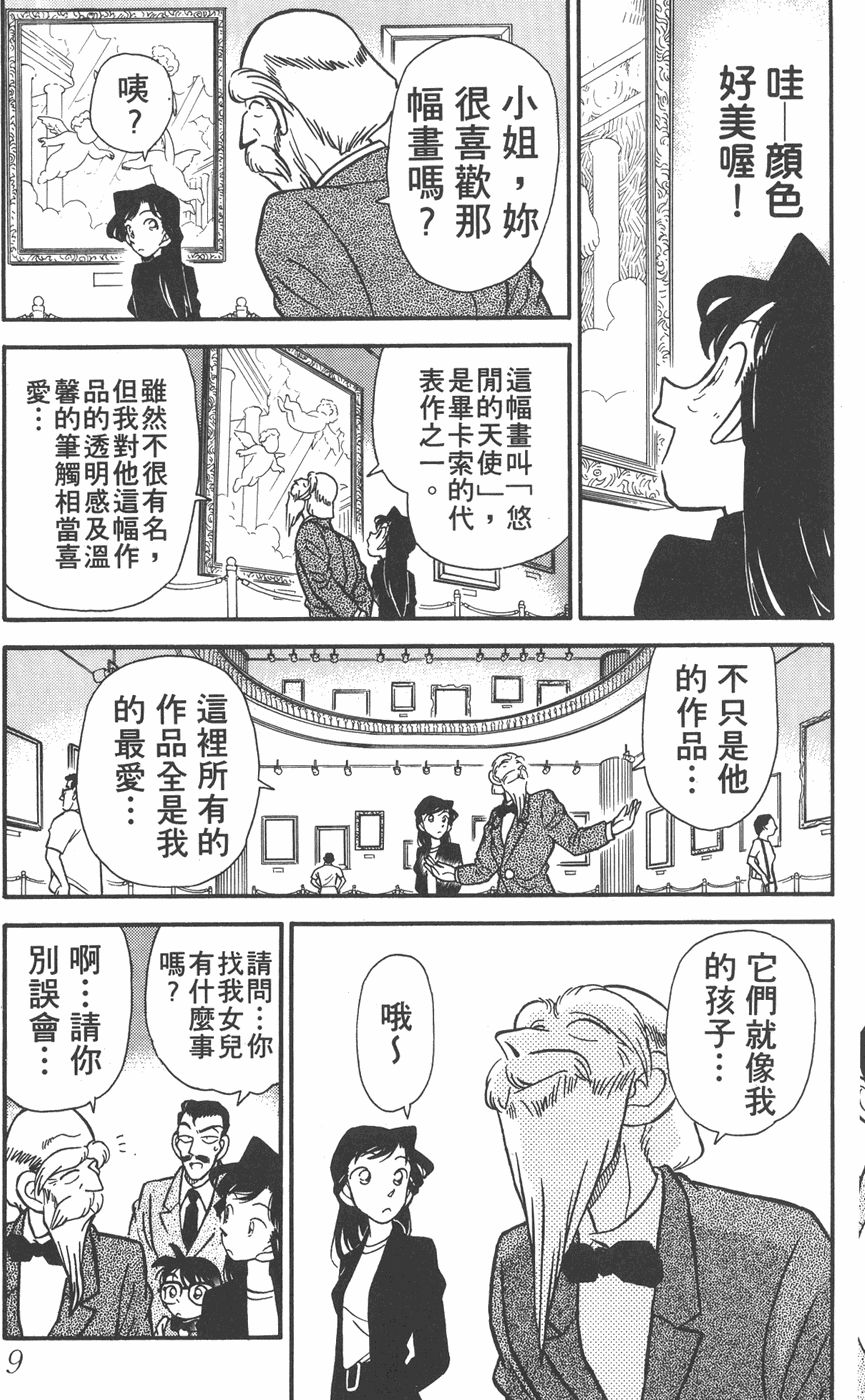 哇—顏色
好美喔！
小姐，妳
很喜歡那
幅畫嗎？
咦？
這幅畫叫「悠
閒的天使」，
是畢卡索的代
表作之一。
雖然不很有名，
但我對他這幅作
品的透明感及溫
馨的筆觸相當喜
愛…
不只是他
的作品…
這裡所有的
作品全是我
的最愛…
它們就像我
的孩子…
哦～
請問…你
找我女兒
有什麼事
嗎？
啊…請你
別誤會…
9